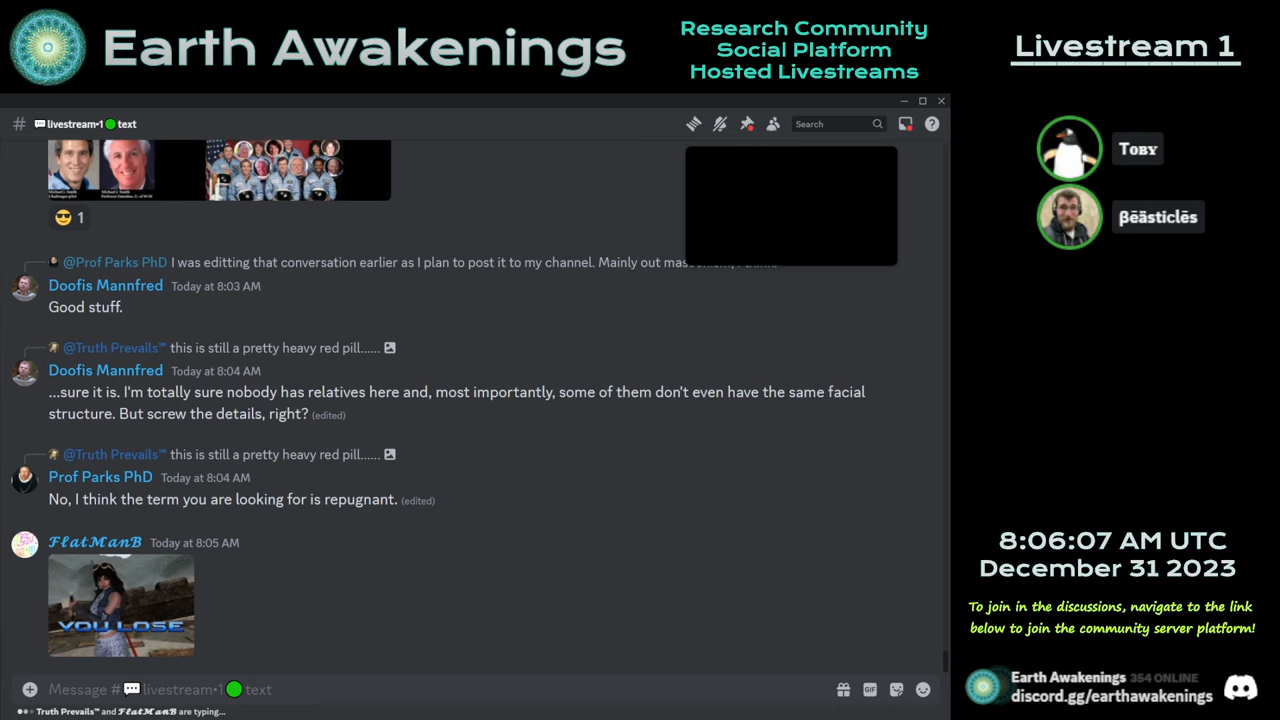 Earth Awakenings
Research Community
Social Platform
Hosted Livestreams
Livestream 1
# 💬livestream•1🟢text
Search
Michael J. Smith
Challenger pilot
Michael J. Smith
😎 1
@Prof Parks PhD I was editting that conversation earlier as I plan to post it to my channel. Mainly out
Doofis Mannfred Today at 8:03 AM
Good stuff.
@Truth Prevails™ this is still a pretty heavy red pill......
Doofis Mannfred Today at 8:04 AM
...sure it is. I'm totally sure nobody has relatives here and, most importantly, some of them don't even have the same facial
structure. But screw the details, right? (edited)
@Truth Prevails™ this is still a pretty heavy red pill......
Prof Parks PhD Today at 8:04 AM
No, I think the term you are looking for is repugnant. (edited)
𝓕𝓵𝓪𝓽𝓜𝓪𝓷𝓑 Today at 8:05 AM
YOU LOSE
Message #💬livestream•1🟢text
GIF
Truth Prevails™ and 𝓕𝓵𝓪𝓽𝓜𝓪𝓷𝓑 are typing...
Tᴏʙʏ
βēāsticlēs
8:06:07 AM UTC
December 31 2023
To join in the discussions, navigate to the link
below to join the community server platform!
Earth Awakenings 354 ONLINE
discord.gg/earthawakenings